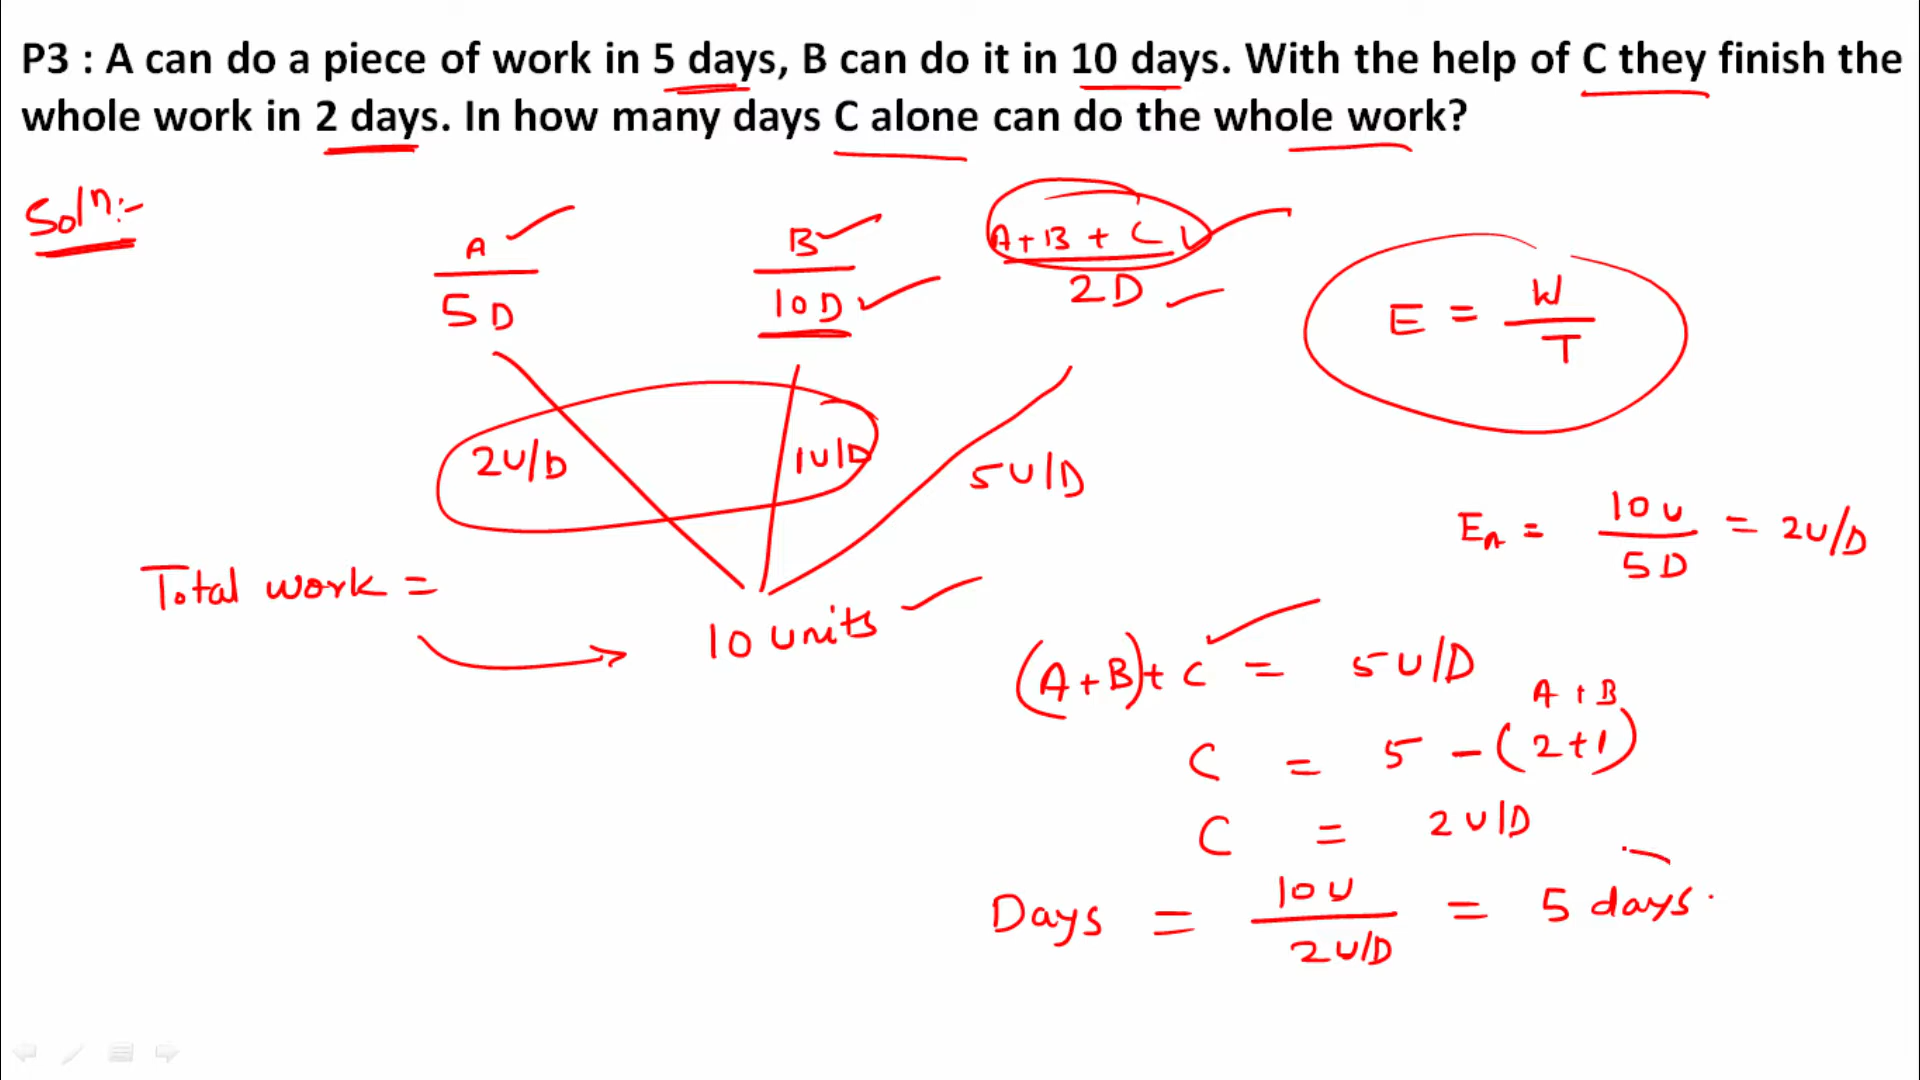 P3 : A can do a piece of work in 5 days, B can do it in 10 days. With the help of C they finish the
whole work in 2 days. In how many days C alone can do the whole work?
Solⁿ:-
A
5D
B
10D
A+B+C
2D
E = W/T
2U/D
1U/D
5U/D
E_A = 10U/5D = 2U/D
Total work =
10 units
(A+B)+C = 5U/D
A+B
C = 5-(2+1)
C = 2U/D
Days = 10U/2U/D = 5 days.